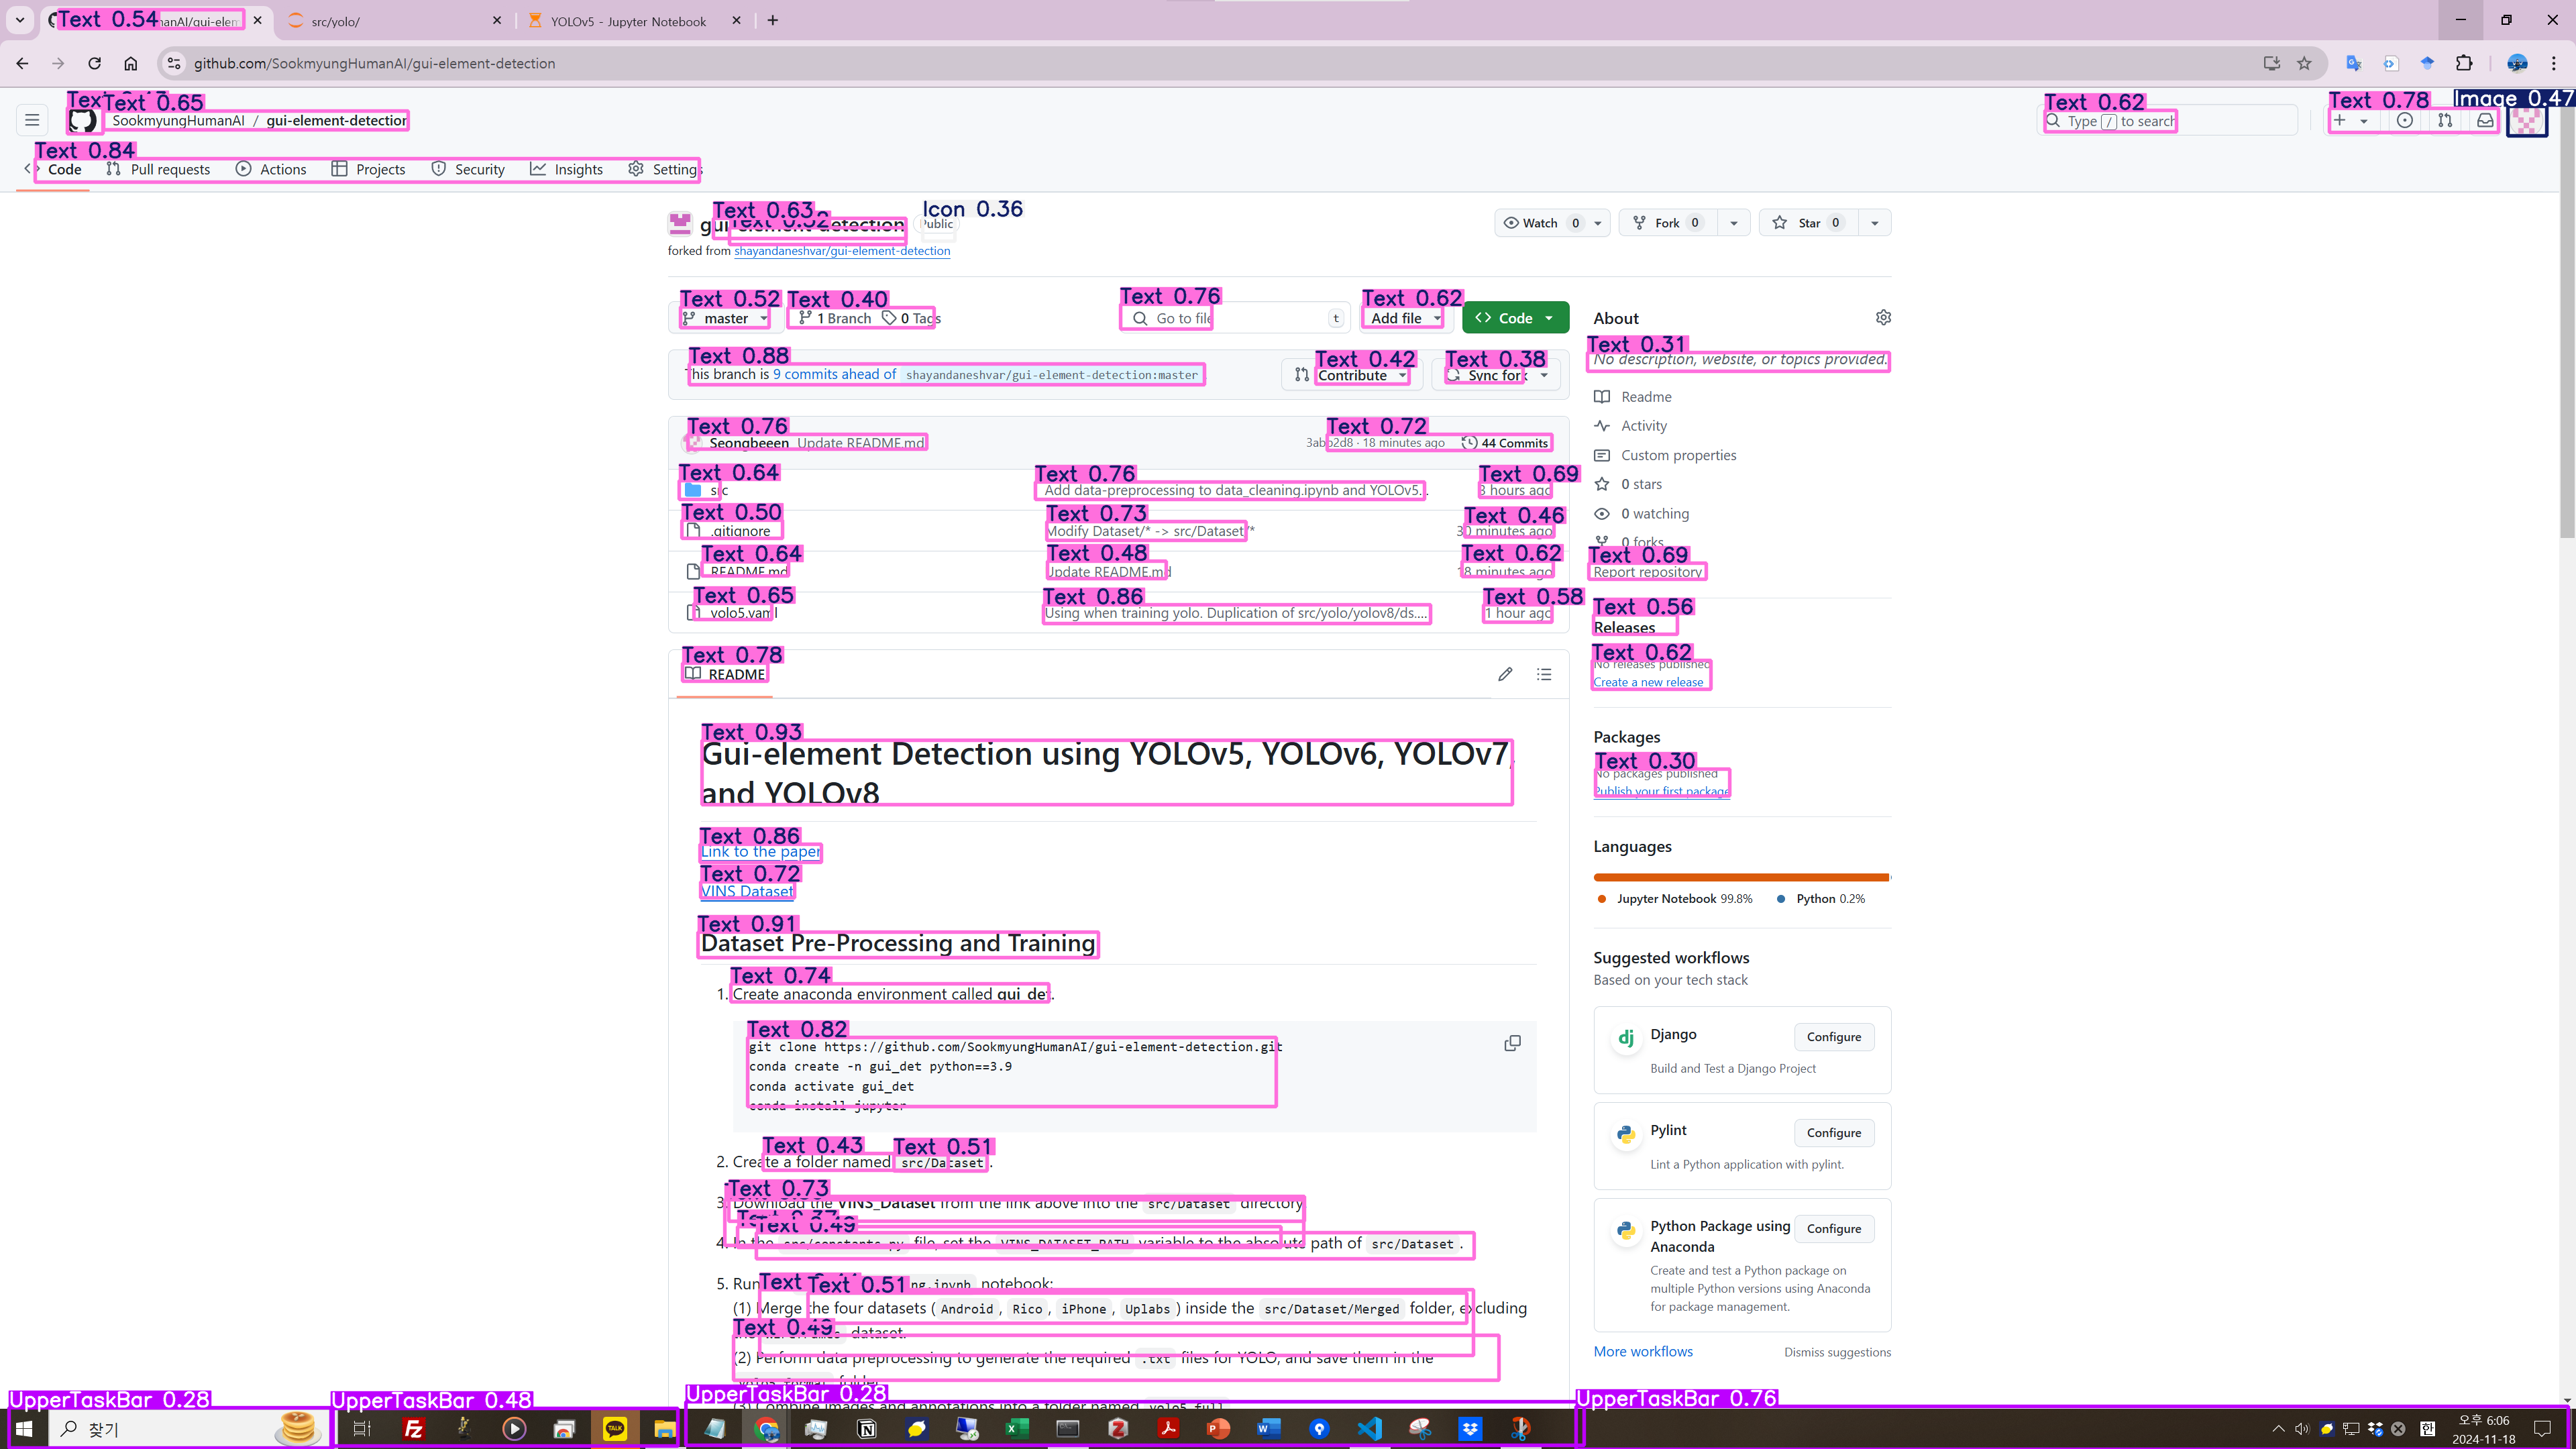 Text 0.54
anAI/gui-elem
src/yolo/
YOLOv5 - Jupyter Notebook
github.com/SookmyungHumanAI/gui-element-detection
Text 0.65
SookmyungHumanAI / gui-element-detection
Text 0.62
Type / to search
Text 0.78
Image 0.47
Text 0.84
Code Pull requests Actions Projects Security Insights Settings
Text 0.63
gui-element-detection
Icon 0.36
Public
Watch 0 Fork 0 Star 0
forked from shayandaneshvar/gui-element-detection
Text 0.52 Text 0.40 Text 0.76 Text 0.62
master 1 Branch 0 Tags Go to file t Add file Code
Text 0.88 Text 0.42 Text 0.38
This branch is 9 commits ahead of shayandaneshvar/gui-element-detection:master Contribute Sync fork
Text 0.76 Text 0.72
Seongbeeen Update README.md 3abb2d8 · 18 minutes ago 44 Commits
Text 0.64 Text 0.76 Text 0.69
src Add data-preprocessing to data_cleaning.ipynb and YOLOv5... 3 hours ago
Text 0.50 Text 0.73 Text 0.46
.gitignore Modify Dataset/* -> src/Dataset/* 30 minutes ago
Text 0.64 Text 0.48 Text 0.62
README.md Update README.md 18 minutes ago
Text 0.65 Text 0.86 Text 0.58
yolo5.yaml Using when training yolo. Duplication of src/yolo/yolov8/ds.... 1 hour ago
Text 0.78
README
Text 0.93
Gui-element Detection using YOLOv5, YOLOv6, YOLOv7,
and YOLOv8
Text 0.86
Link to the paper
Text 0.72
VINS Dataset
Text 0.91
Dataset Pre-Processing and Training
Text 0.74
1. Create anaconda environment called gui_det.
Text 0.82
git clone https://github.com/SookmyungHumanAI/gui-element-detection.git
conda create -n gui_det python==3.9
conda activate gui_det
conda install jupyter
Text 0.43 Text 0.51
2. Create a folder named src/Dataset.
Text 0.73
3. Download the VINS_Dataset from the link above into the src/Dataset directory.
Text 0.49
4. In the src/constants.py file, set the VINS_DATASET_PATH variable to the absolute path of src/Dataset.
Text Text 0.51
5. Run ng.ipynb notebook:
(1) Merge the four datasets ( Android, Rico, iPhone, Uplabs ) inside the src/Dataset/Merged folder, excluding
Text 0.49
dataset.
(2) Perform data preprocessing to generate the required .txt files for YOLO, and save them in the
folder
(3) Combine images and annotations into a folder named yolo5_full
About
Text 0.31
No description, website, or topics provided.
Readme
Activity
Custom properties
0 stars
0 watching
0 forks
Text 0.69
Report repository
Text 0.56
Releases
Text 0.62
No releases published
Create a new release
Packages
Text 0.30
No packages published
Publish your first package
Languages
Jupyter Notebook 99.8% Python 0.2%
Suggested workflows
Based on your tech stack
dj Django Configure
Build and Test a Django Project
Pylint Configure
Lint a Python application with pylint.
Python Package using Anaconda Configure
Create and test a Python package on
multiple Python versions using Anaconda
for package management.
More workflows Dismiss suggestions
UpperTaskBar 0.28 UpperTaskBar 0.48 UpperTaskBar 0.28 UpperTaskBar 0.76
찾기
TALK
한
오후 6:06
2024-11-18